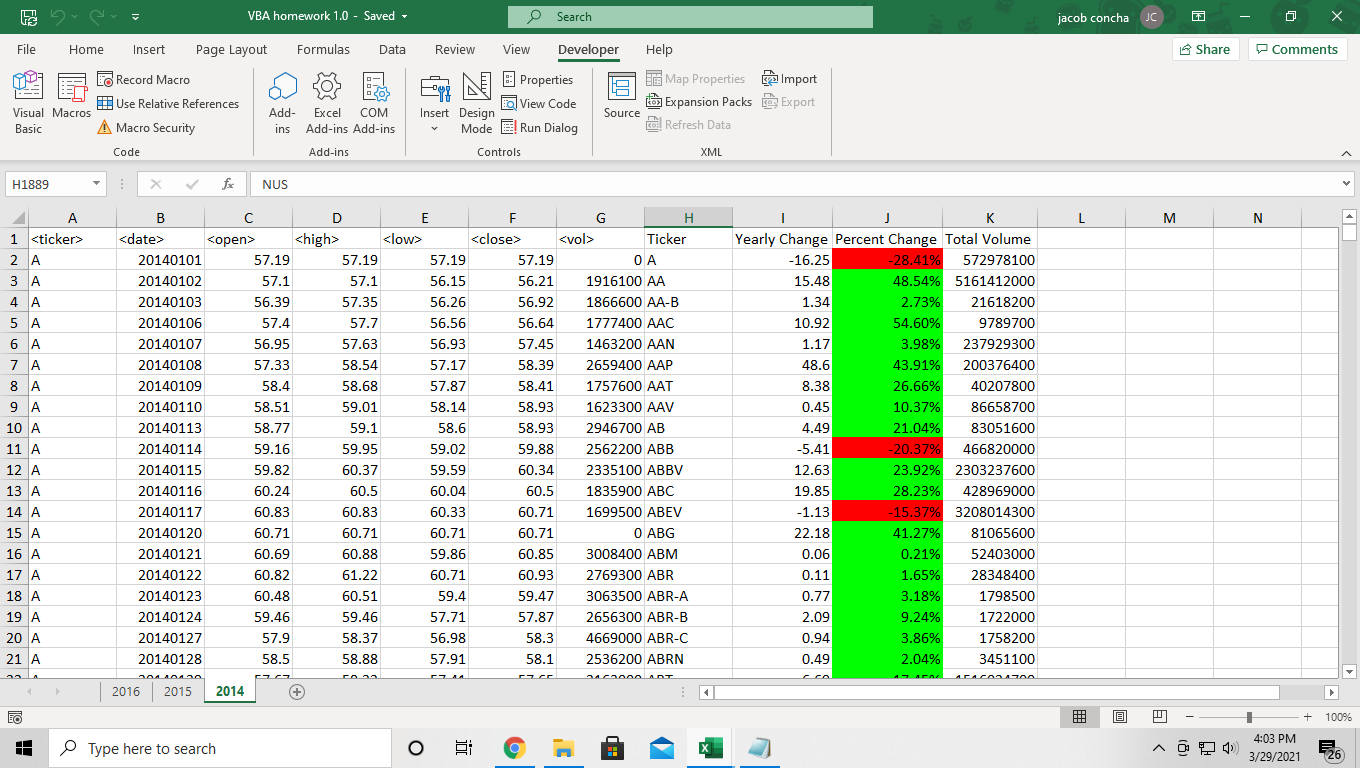 VBA homework 1.0 - Saved
Search
jacob concha JC
File Home Insert Page Layout Formulas Data Review View Developer Help
Share Comments
Visual Basic
Macros
Record Macro
Use Relative References
Macro Security
Code
Add-ins
Excel Add-ins
COM Add-ins
Add-ins
Insert
Design Mode
Properties
View Code
Run Dialog
Controls
Source
Map Properties
Expansion Packs
Refresh Data
Import
Export
XML
H1889 fx NUS
A B C D E F G H I J K L M N
1 <ticker> <date> <open> <high> <low> <close> <vol> Ticker Yearly Change Percent Change Total Volume
2 A 20140101 57.19 57.19 57.19 57.19 0 A -16.25 -28.41% 572978100
3 A 20140102 57.1 57.1 56.15 56.21 1916100 AA 15.48 48.54% 5161412000
4 A 20140103 56.39 57.35 56.26 56.92 1866600 AA-B 1.34 2.73% 21618200
5 A 20140106 57.4 57.7 56.56 56.64 1777400 AAC 10.92 54.60% 9789700
6 A 20140107 56.95 57.63 56.93 57.45 1463200 AAN 1.17 3.98% 237929300
7 A 20140108 57.33 58.54 57.17 58.39 2659400 AAP 48.6 43.91% 200376400
8 A 20140109 58.4 58.68 57.87 58.41 1757600 AAT 8.38 26.66% 40207800
9 A 20140110 58.51 59.01 58.14 58.93 1623300 AAV 0.45 10.37% 86658700
10 A 20140113 58.77 59.1 58.6 58.93 2946700 AB 4.49 21.04% 83051600
11 A 20140114 59.16 59.95 59.02 59.88 2562200 ABB -5.41 -20.37% 466820000
12 A 20140115 59.82 60.37 59.59 60.34 2335100 ABBV 12.63 23.92% 2303237600
13 A 20140116 60.24 60.5 60.04 60.5 1835900 ABC 19.85 28.23% 428969000
14 A 20140117 60.83 60.83 60.33 60.71 1699500 ABEV -1.13 -15.37% 3208014300
15 A 20140120 60.71 60.71 60.71 60.71 0 ABG 22.18 41.27% 81065600
16 A 20140121 60.69 60.88 59.86 60.85 3008400 ABM 0.06 0.21% 52403000
17 A 20140122 60.82 61.22 60.71 60.93 2769300 ABR 0.11 1.65% 28348400
18 A 20140123 60.48 60.51 59.4 59.47 3063500 ABR-A 0.77 3.18% 1798500
19 A 20140124 59.46 59.46 57.71 57.87 2656300 ABR-B 2.09 9.24% 1722000
20 A 20140127 57.9 58.37 56.98 58.3 4669000 ABR-C 0.94 3.86% 1758200
21 A 20140128 58.5 58.88 57.91 58.1 2536200 ABRN 0.49 2.04% 3451100
2016 2015 2014
100%
Type here to search
4:03 PM
3/29/2021
26